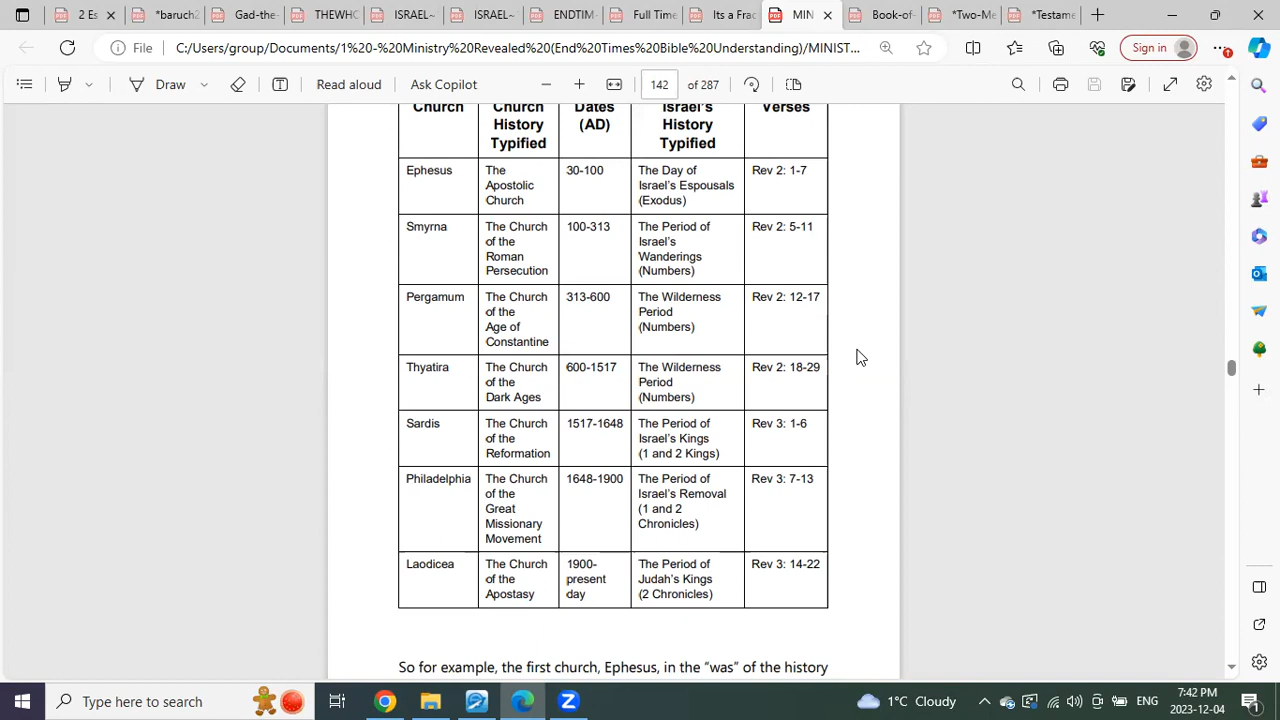 2 Es
*baruch2
Gad-the-
THEWHO
ISRAEL~
ISRAEL~
ENDTIM
Full Time
Its a Frac
MIN
Book-of-
*Two-Me
*Testame
File
C:/Users/group/Documents/1%20-%20Ministry%20Revealed%20(End%20Times%20Bible%20Understanding)/MINIST...
Sign in
Draw
Read aloud
Ask Copilot
142 of 287
Church
Church
History
Typified
Dates
(AD)
Israel's
History
Typified
Verses
Ephesus
The
Apostolic
Church
30-100
The Day of
Israel's Espousals
(Exodus)
Rev 2: 1-7
Smyrna
The Church
of the
Roman
Persecution
100-313
The Period of
Israel's
Wanderings
(Numbers)
Rev 2: 5-11
Pergamum
The Church
of the
Age of
Constantine
313-600
The Wilderness
Period
(Numbers)
Rev 2: 12-17
Thyatira
The Church
of the
Dark Ages
600-1517
The Wilderness
Period
(Numbers)
Rev 2: 18-29
Sardis
The Church
of the
Reformation
1517-1648
The Period of
Israel's Kings
(1 and 2 Kings)
Rev 3: 1-6
Philadelphia
The Church
of the
Great
Missionary
Movement
1648-1900
The Period of
Israel's Removal
(1 and 2
Chronicles)
Rev 3: 7-13
Laodicea
The Church
of the
Apostasy
1900-
present
day
The Period of
Judah's Kings
(2 Chronicles)
Rev 3: 14-22
So for example, the first church, Ephesus, in the “was” of the history
Type here to search
1°C Cloudy
ENG
7:42 PM
2023-12-04